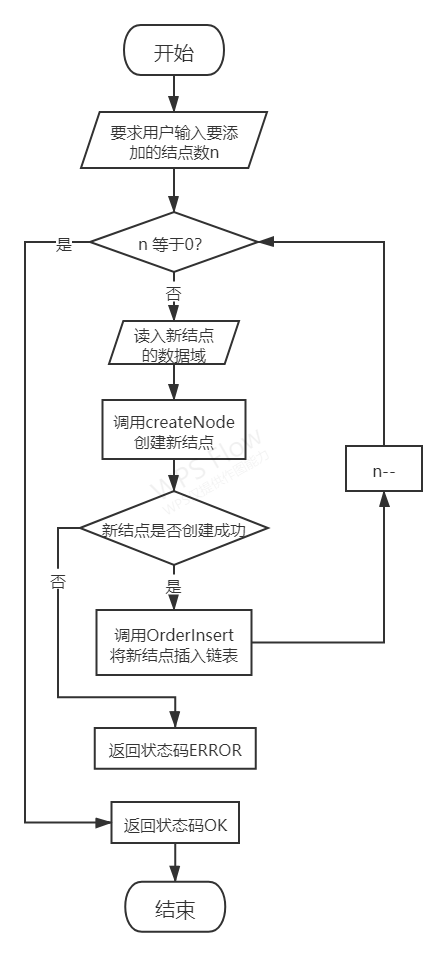 开始
要求用户输入要添
加的结点数n
n 等于0?
是
否
读入新结点
的数据域
调用createNode
创建新结点
WPS Flow
n--
新结点是否创建成功
否
是
调用OrderInsert
将新结点插入链表
返回状态码ERROR
返回状态码OK
结束